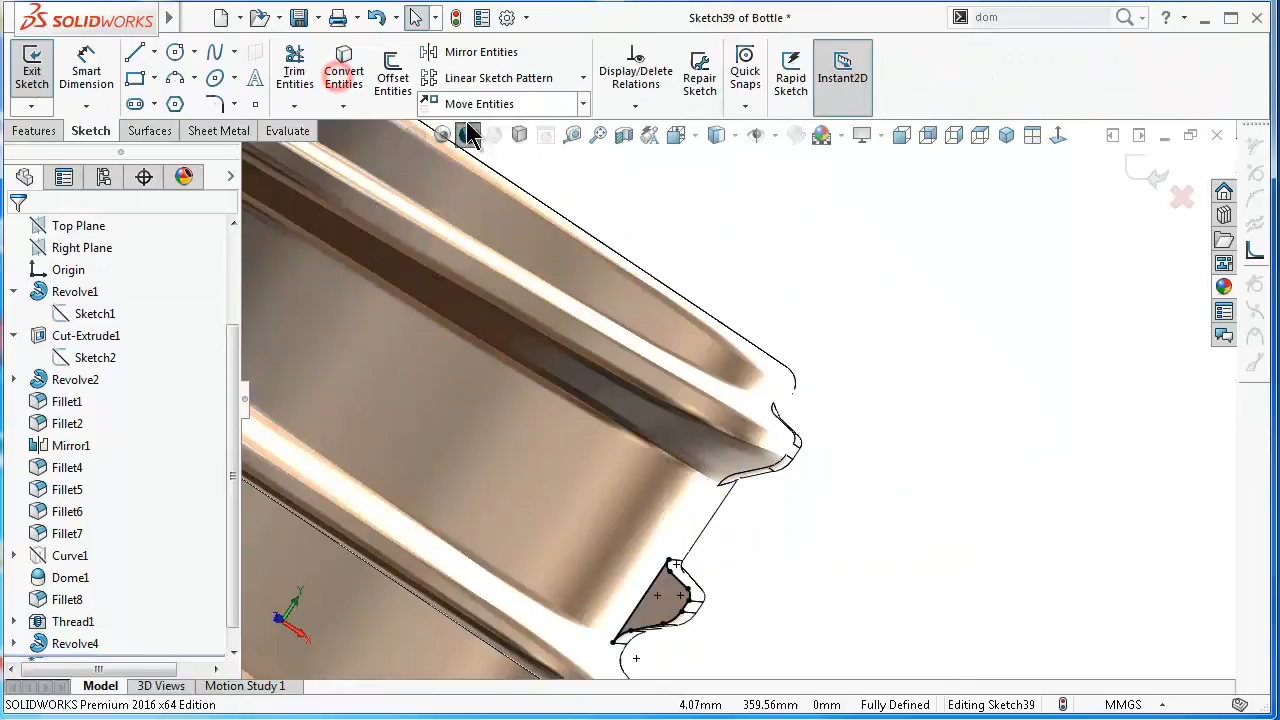 SOLIDWORKS
Sketch39 of Bottle *
dom
?
Exit Sketch
Smart Dimension
Trim Entities
Convert Entities
Offset Entities
Mirror Entities
Linear Sketch Pattern
Move Entities
Display/Delete Relations
Repair Sketch
Quick Snaps
Rapid Sketch
Instant2D
Features
Sketch
Surfaces
Sheet Metal
Evaluate
Top Plane
Right Plane
Origin
Revolve1
Sketch1
Cut-Extrude1
Sketch2
Revolve2
Fillet1
Fillet2
Mirror1
Fillet4
Fillet5
Fillet6
Fillet7
Curve1
Dome1
Fillet8
Thread1
Revolve4
Y
X
Z
Model
3D Views
Motion Study 1
SOLIDWORKS Premium 2016 x64 Edition
4.07mm
359.56mm
0mm
Fully Defined
Editing Sketch39
MMGS